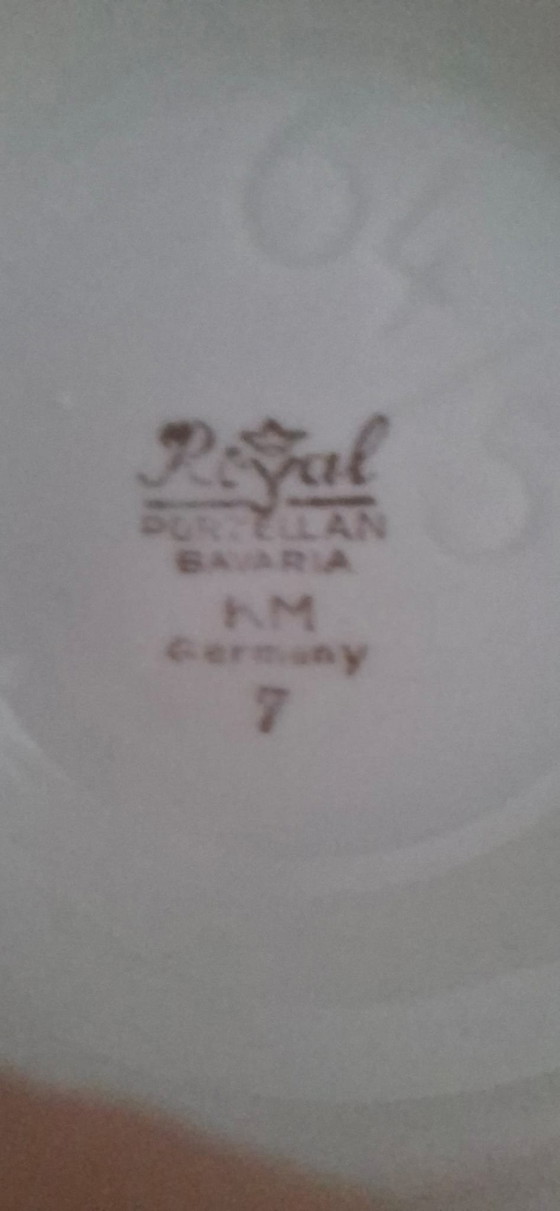 Royal
PORZELLAN
BAVARIA
KM
Germany
7